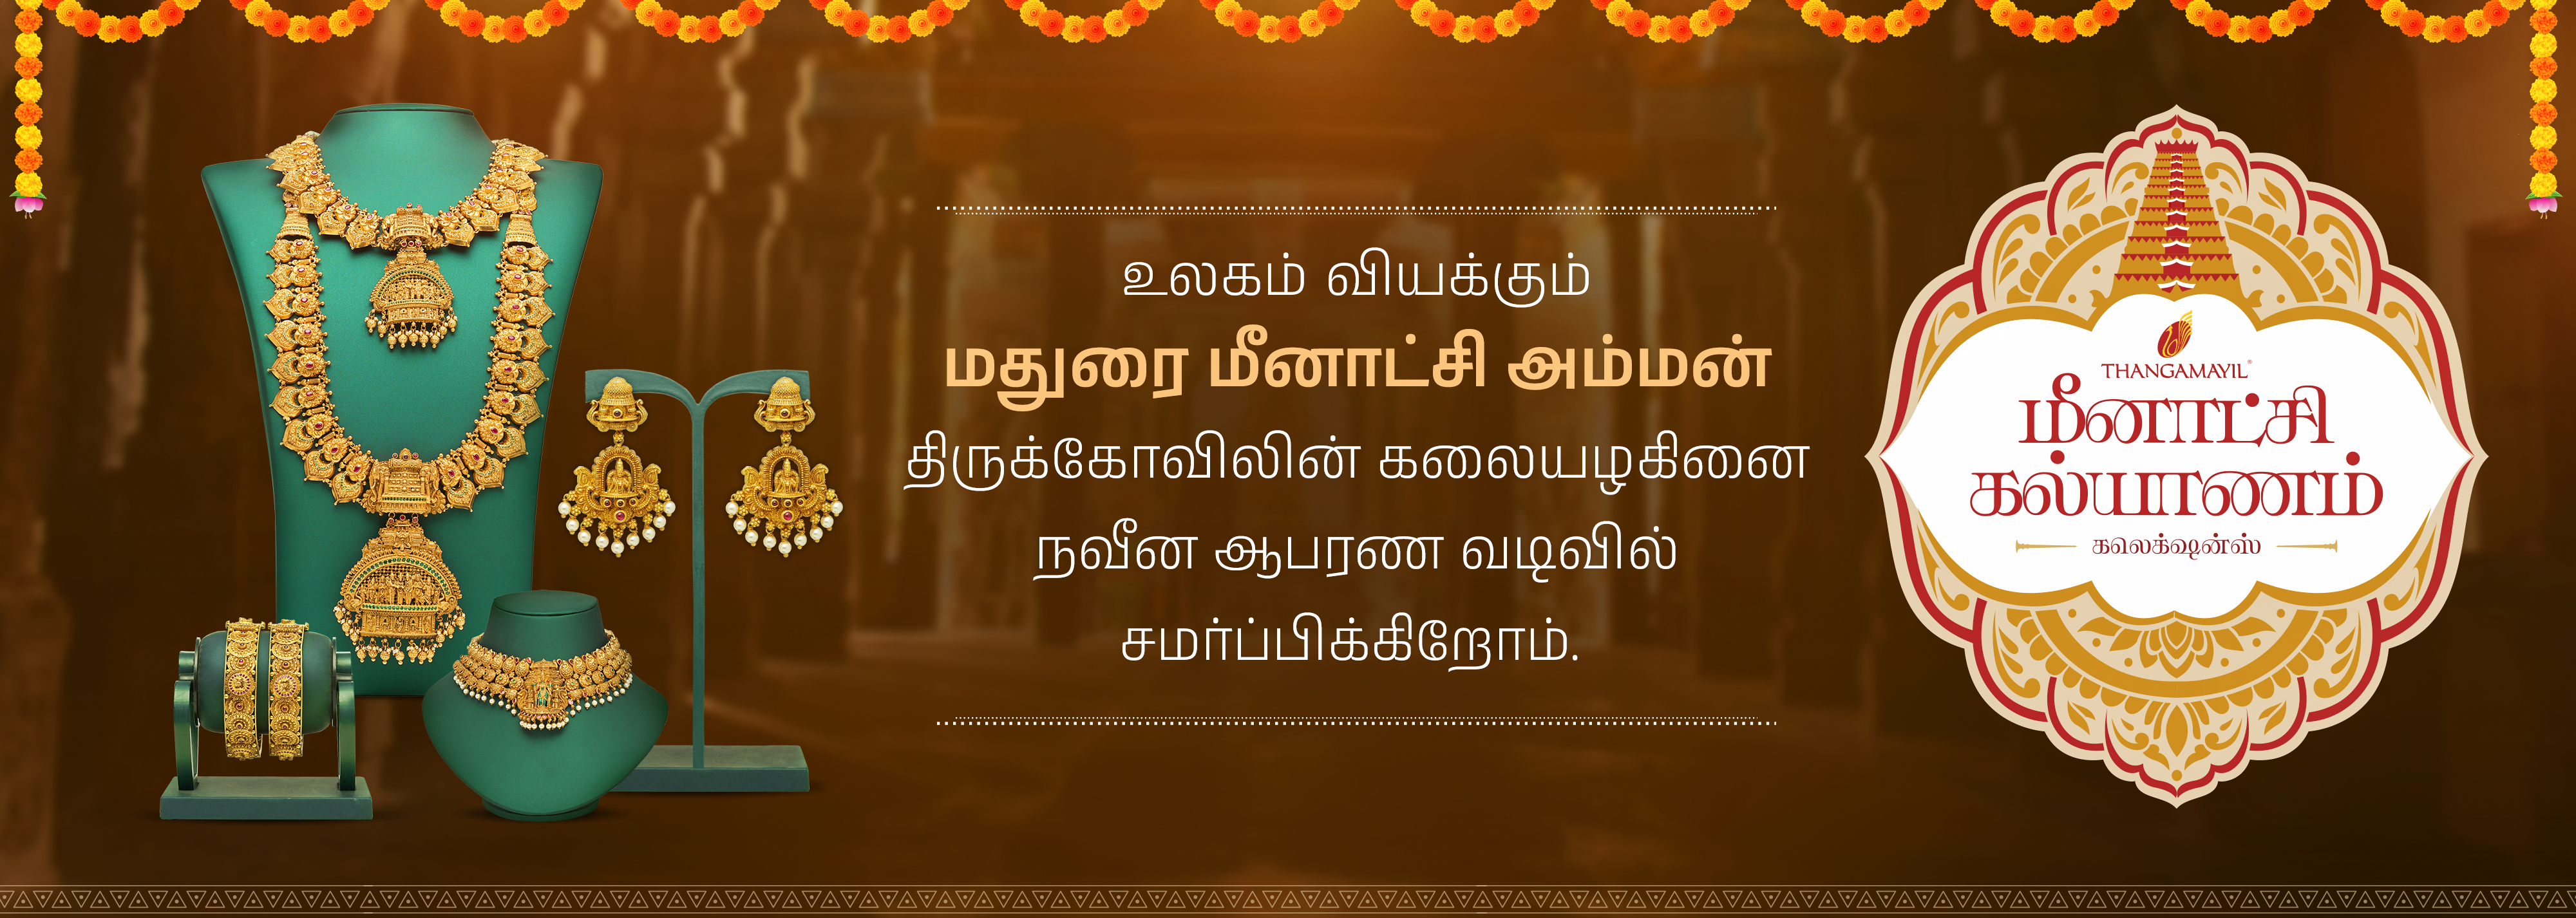 உலகம் வியக்கும்
மதுரை மீனாட்சி அம்மன்
திருக்கோவிலின் கலையழகினை
நவீன ஆபரண வடிவில்
சமர்ப்பிக்கிறோம்.
THANGAMAYIL
மீனாட்சி
கல்யாணம்
கலெக்ஷன்ஸ்